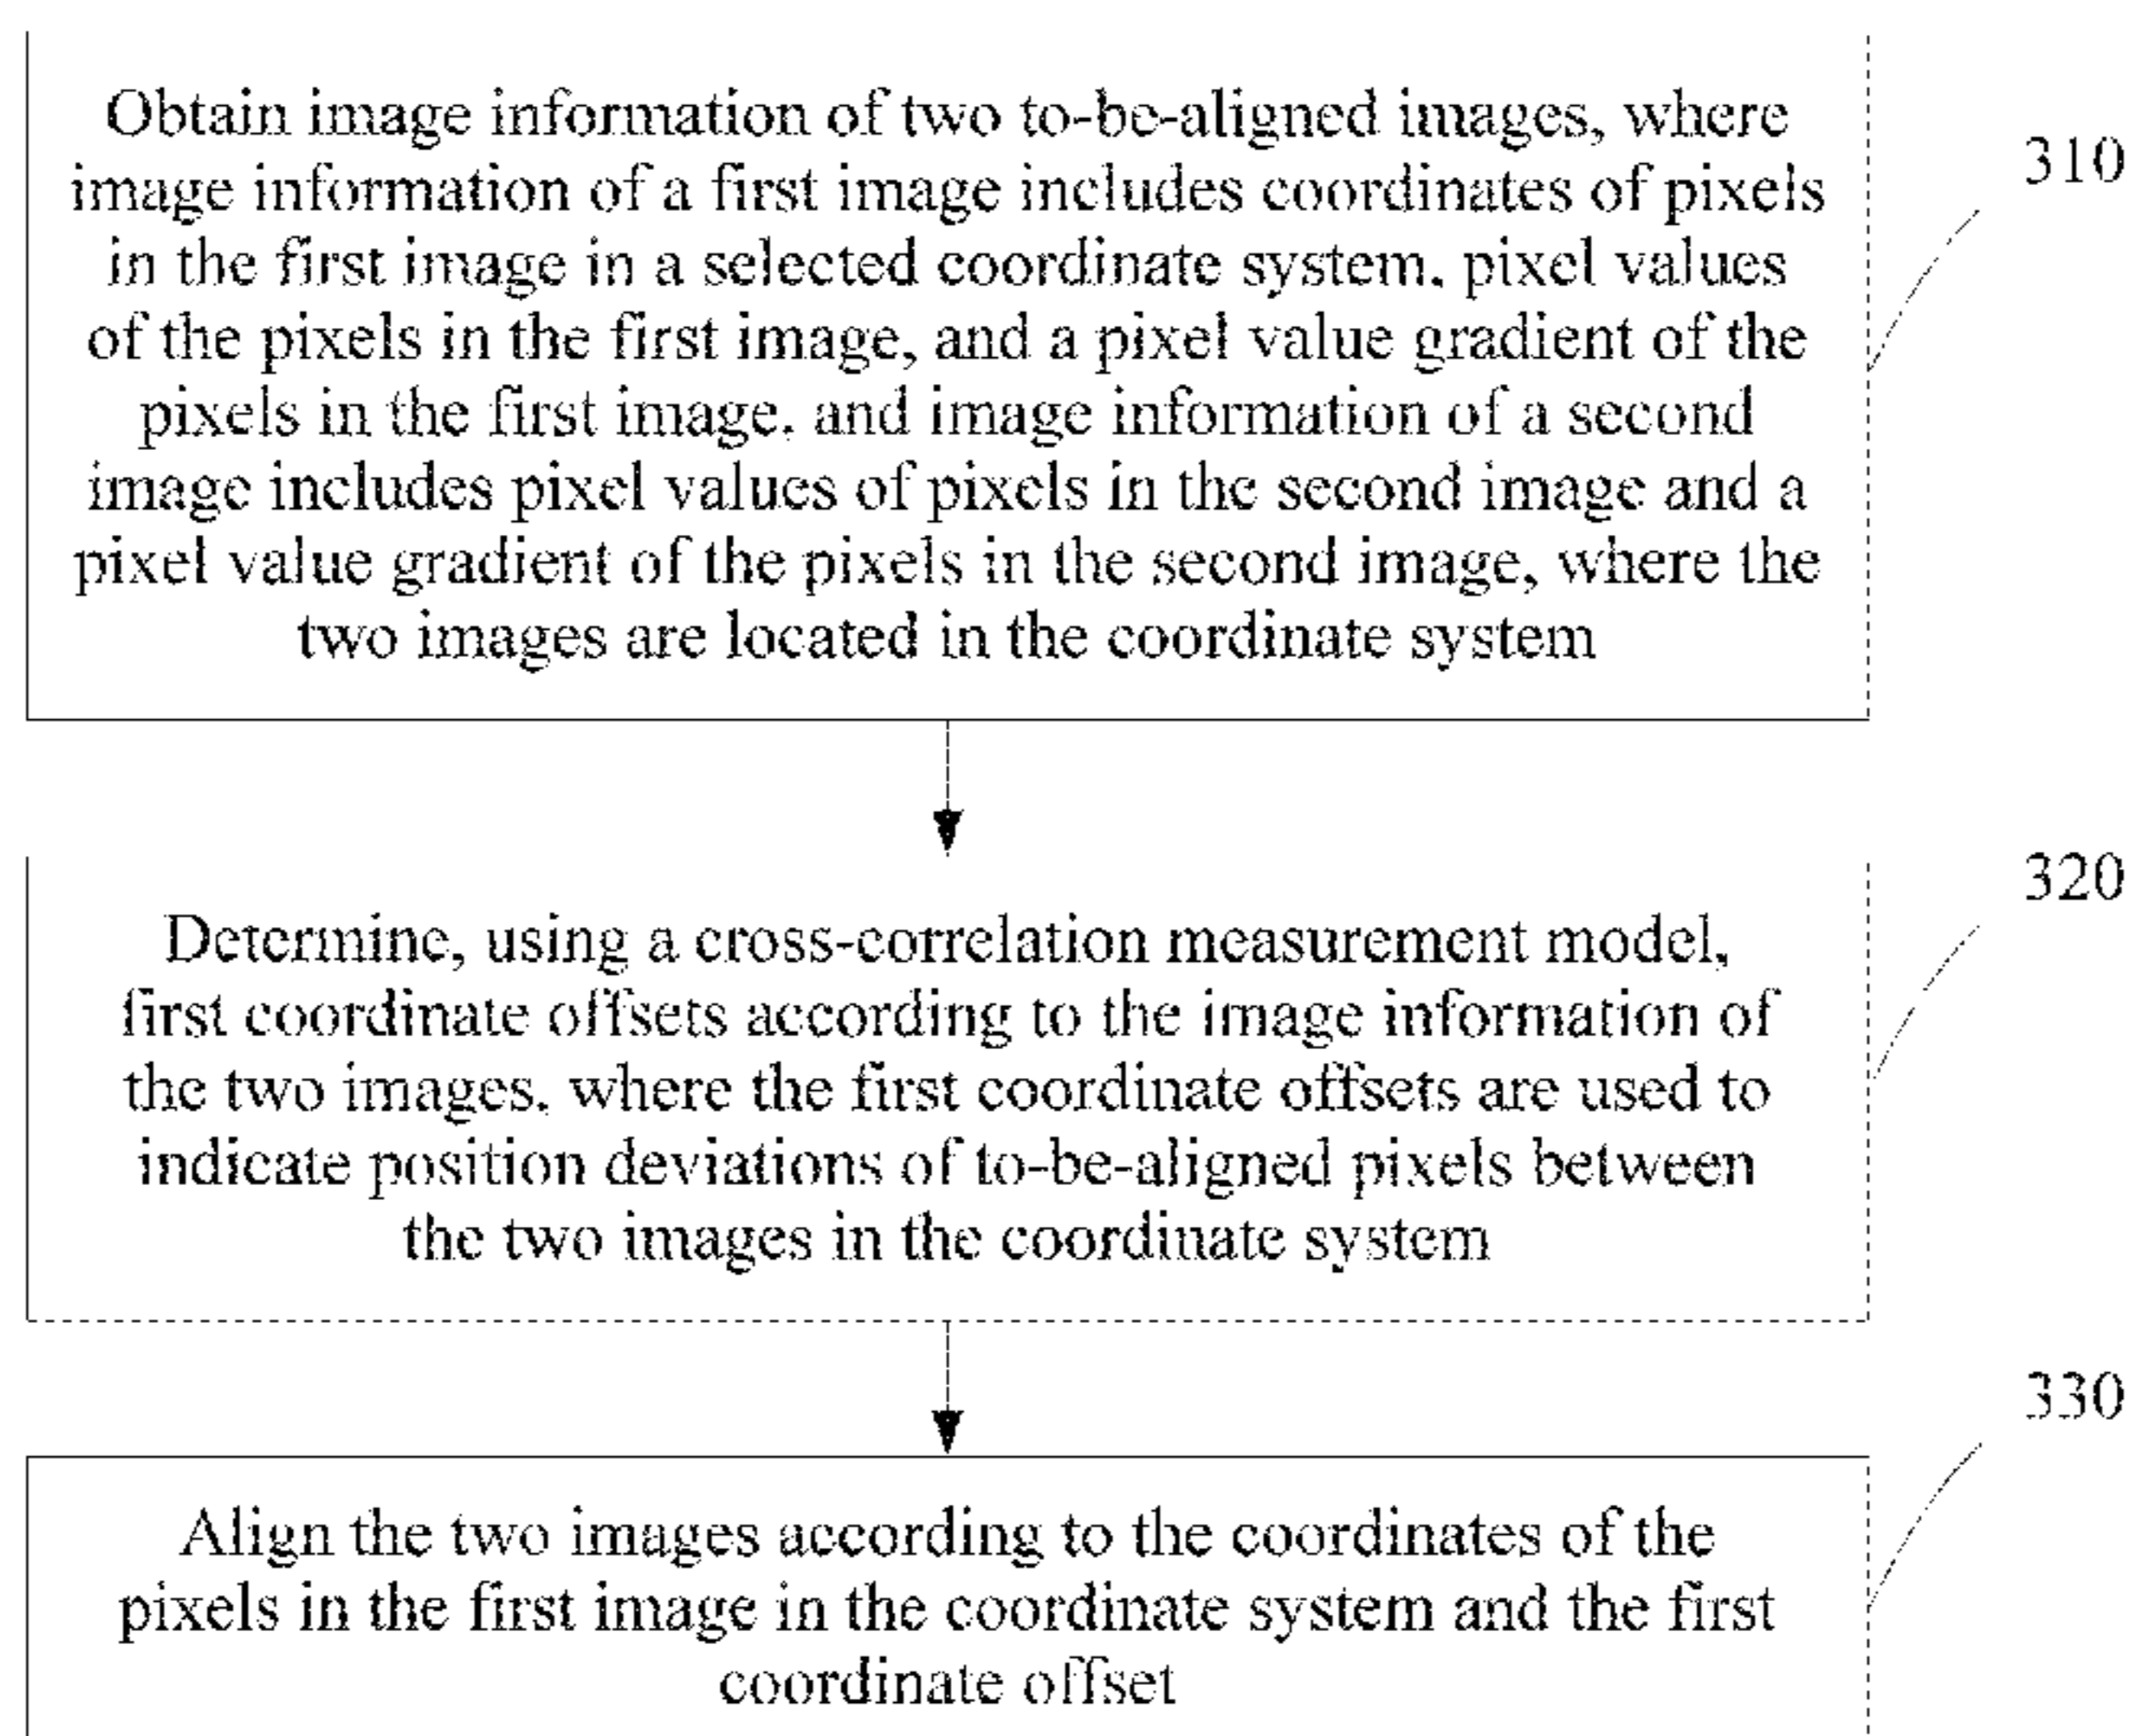 Obtain image information of two to-be-aligned images, where
image information of a first image includes coordinates of pixels
in the first image in a selected coordinate system, pixel values
of the pixels in the first image, and a pixel value gradient of the
pixels in the first image, and image information of a second
image includes pixel values of pixels in the second image and a
pixel value gradient of the pixels in the second image, where the
two images are located in the coordinate system
310
Determine, using a cross-correlation measurement model,
first coordinate offsets according to the image information of
the two images, where the first coordinate offsets are used to
indicate position deviations of to-be-aligned pixels between
the two images in the coordinate system
320
Align the two images according to the coordinates of the
pixels in the first image in the coordinate system and the first
coordinate offset
330